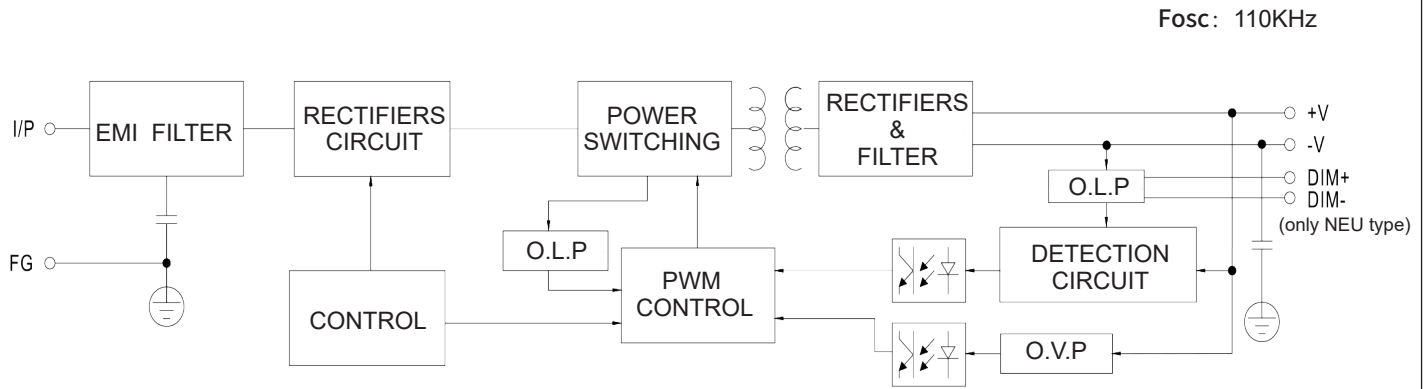 Fosc: 110KHz
I/P
EMI FILTER
RECTIFIERS
CIRCUIT
POWER
SWITCHING
RECTIFIERS
&
FILTER
+V
-V
DIM+
DIM-
(only NEU type)
O.L.P
FG
O.L.P
DETECTION
CIRCUIT
PWM
CONTROL
CONTROL
O.V.P